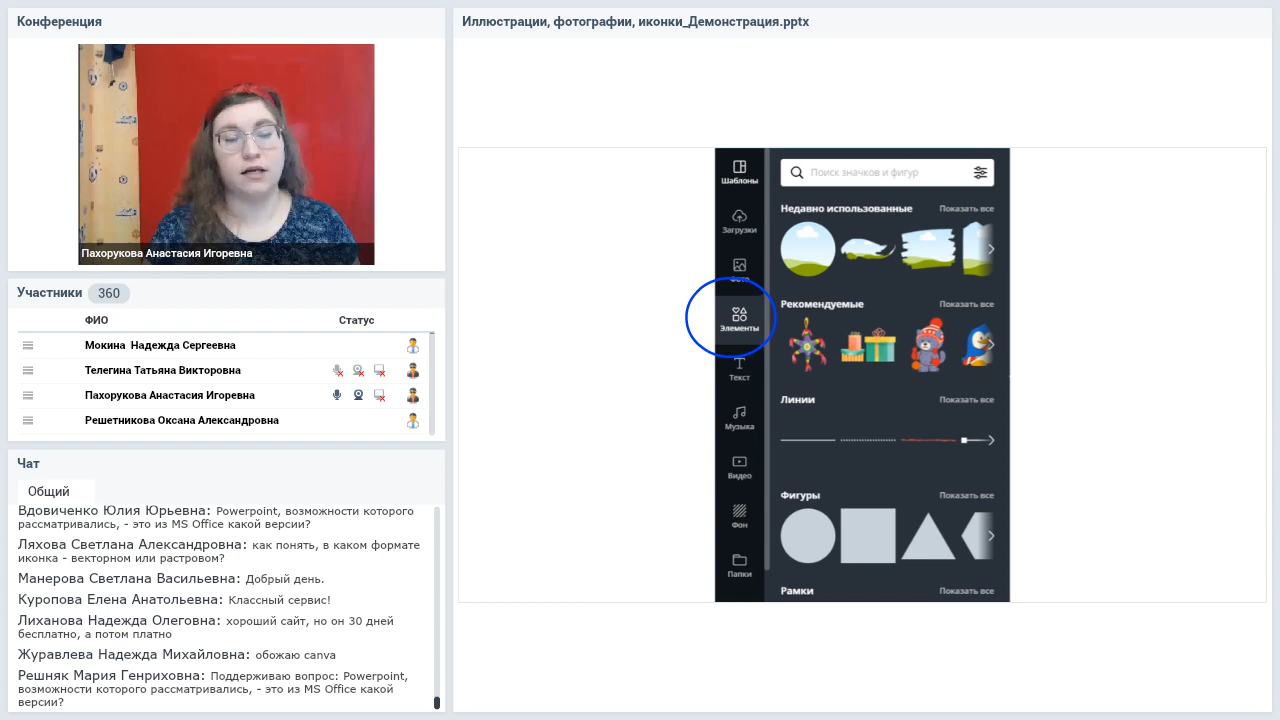 Конференция
Пахорукова Анастасия Игоревна
Участники 360
ФИО Статус
Мокина Надежда Сергеевна
Телегина Татьяна Викторовна
Пахорукова Анастасия Игоревна
Решетникова Оксана Александровна
Чат
Общий
Вдовиченко Юлия Юрьевна: Powerpoint, возможности которого
рассматривались, - это из MS Office какой версии?
Ляхова Светлана Александровна: как понять, в каком формате
иконка - векторном или растровом?
Светлана Васильевна: Добрый день.
Куропова Елена Анатольевна: Классный сервис!
Лиханова Надежда Олеговна: хороший сайт, но он 30 дней
бесплатно, а потом платно
Журавлева Надежда Михайловна: обожаю canva
Решняк Мария Генриховна: Поддерживаю вопрос: Powerpoint,
возможности которого рассматривались, - это из MS Office какой
версии?
Иллюстрации, фотографии, иконки_Демонстрация.pptx
Шаблоны
Загрузки
Фото
Элементы
Текст
Музыка
Видео
Фон
Папки
Поиск значков и фигур
Недавно использованные Показать все
Рекомендуемые Показать все
Линии Показать все
Фигуры Показать все
Рамки Показать все